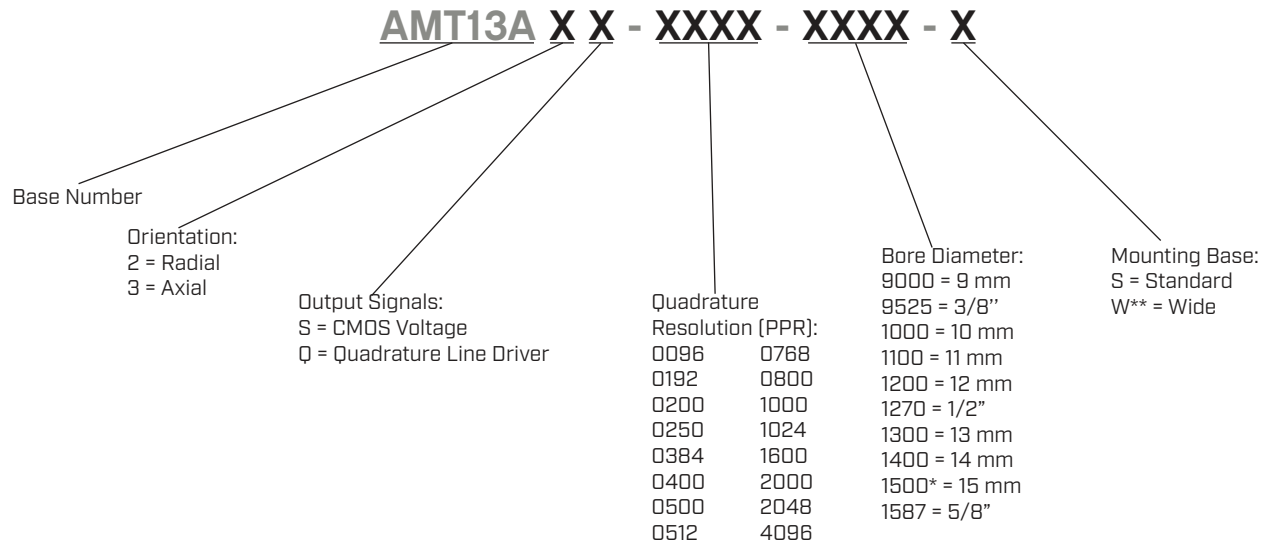 AMT13A X X - XXXX - XXXX - X
Base Number
Orientation:
2 = Radial
3 = Axial
Output Signals:
S = CMOS Voltage
Q = Quadrature Line Driver
Quadrature
Resolution (PPR):
0096 0768
0192 0800
0200 1000
0250 1024
0384 1600
0400 2000
0500 2048
0512 4096
Bore Diameter:
9000 = 9 mm
9525 = 3/8’’
1000 = 10 mm
1100 = 11 mm
1200 = 12 mm
1270 = 1/2”
1300 = 13 mm
1400 = 14 mm
1500* = 15 mm
1587 = 5/8”
Mounting Base:
S = Standard
W** = Wide